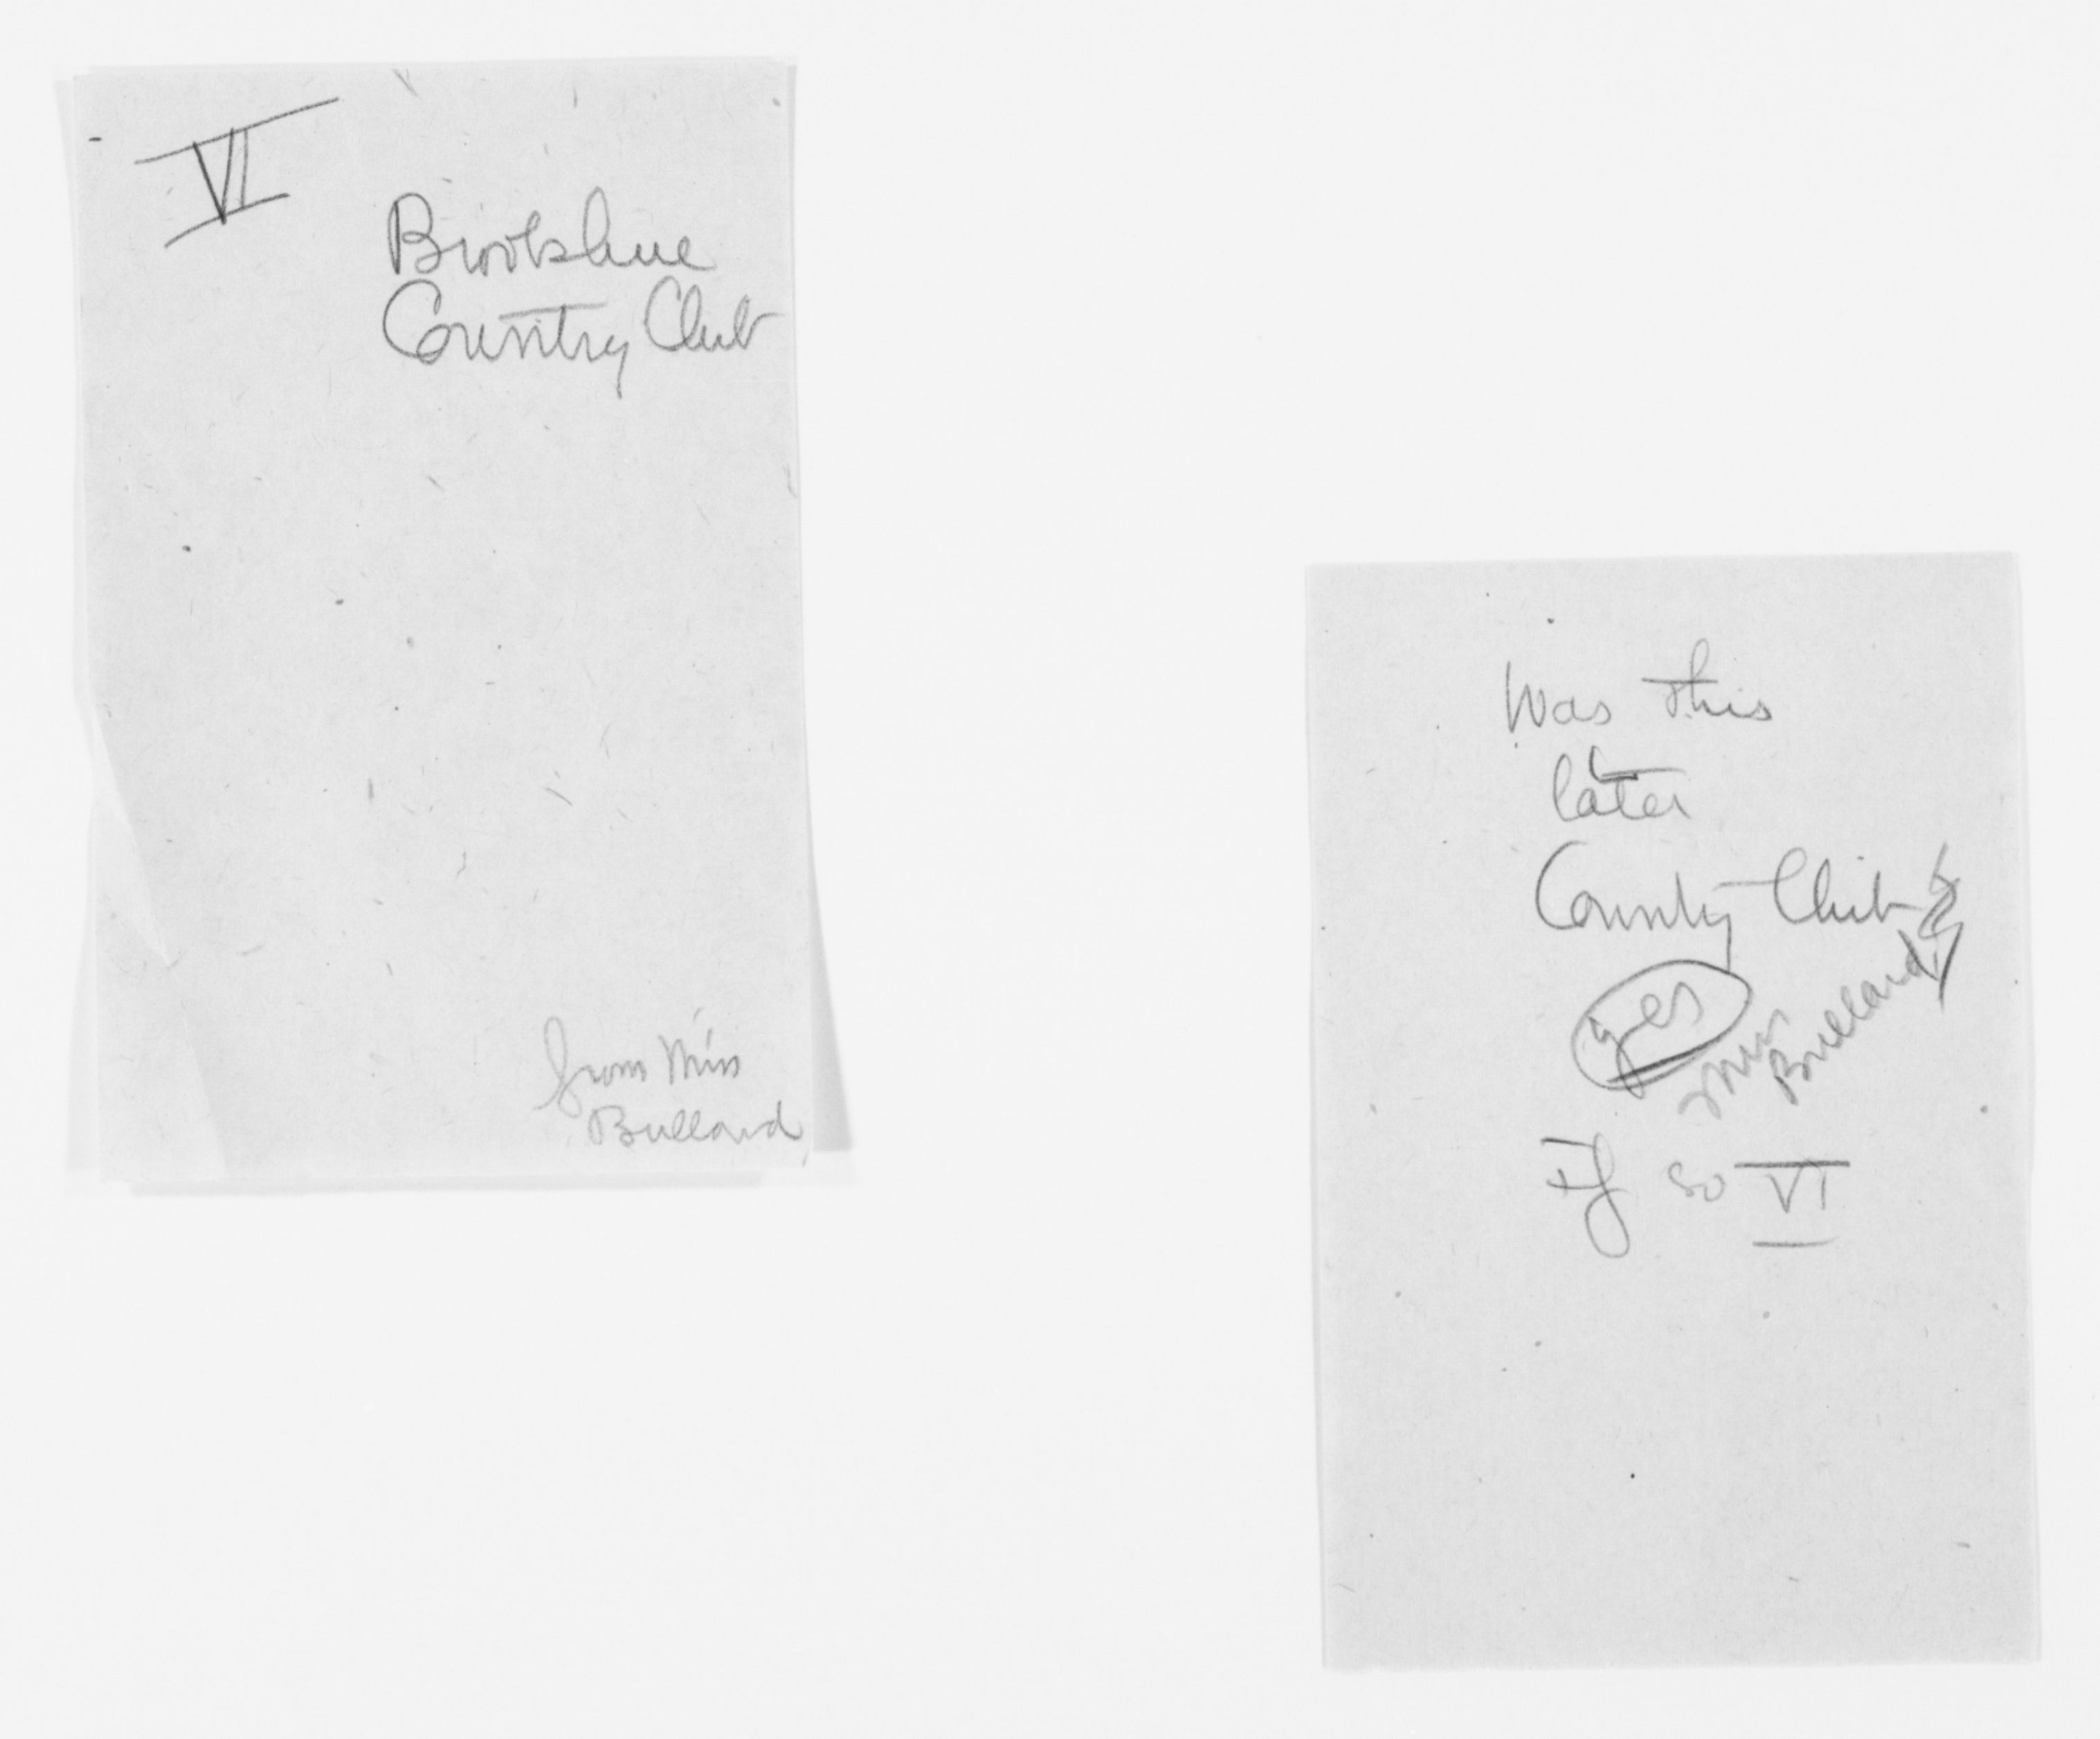 VI
Brookline
Country Club
from Miss
Bullard
Was this
later
Country Club
yes
Miss
Bullard
If so VI